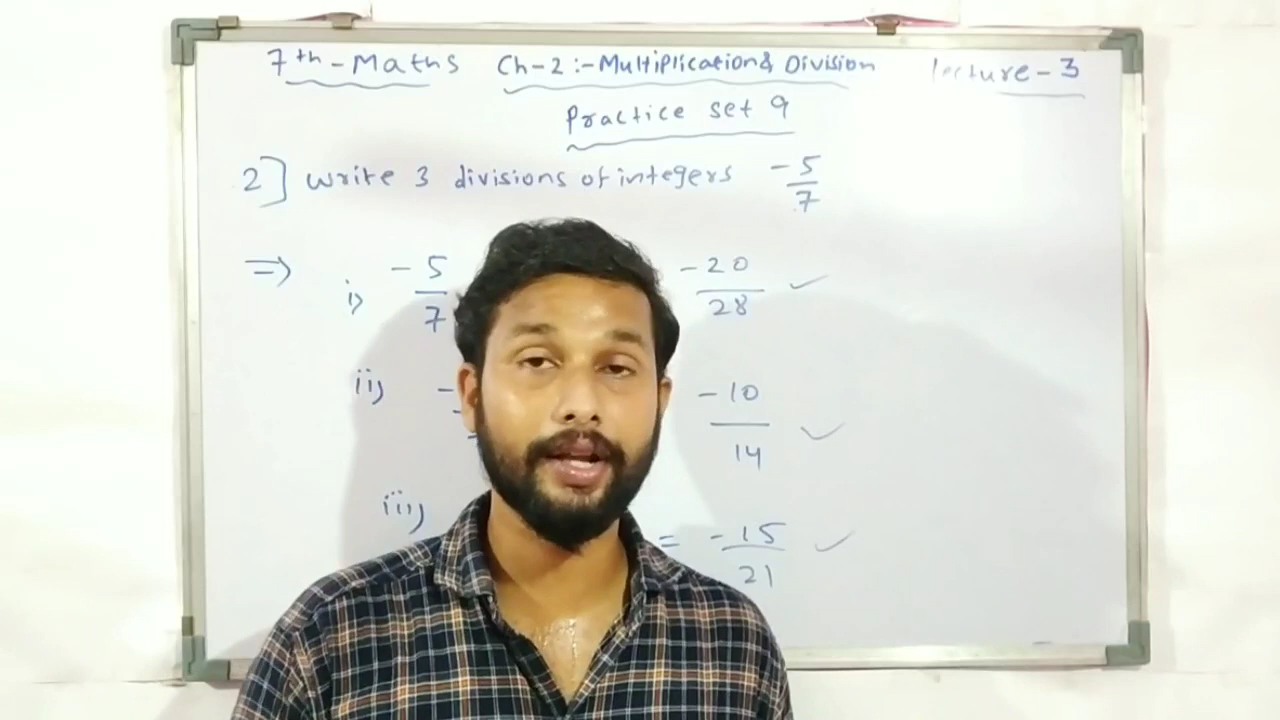 7th - Maths Ch-2 :- Multiplication & Division lecture - 3
Practice set 9
2] write 3 divisions of integers -5/7
⇒ i) -5/7 -20/28 ✓
ii) - -10/14 ✓
iii) = -15/21 ✓